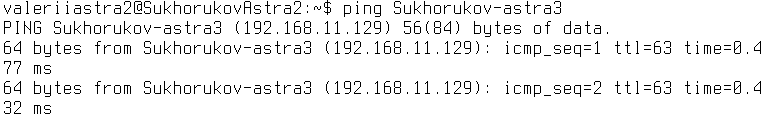 valeriiastra2@SukhorukovAstra2:~$ ping Sukhorukov-astra3
PING Sukhorukov-astra3 (192.168.11.129) 56(84) bytes of data.
64 bytes from Sukhorukov-astra3 (192.168.11.129): icmp_seq=1 ttl=63 time=0.4
77 ms
64 bytes from Sukhorukov-astra3 (192.168.11.129): icmp_seq=2 ttl=63 time=0.4
32 ms